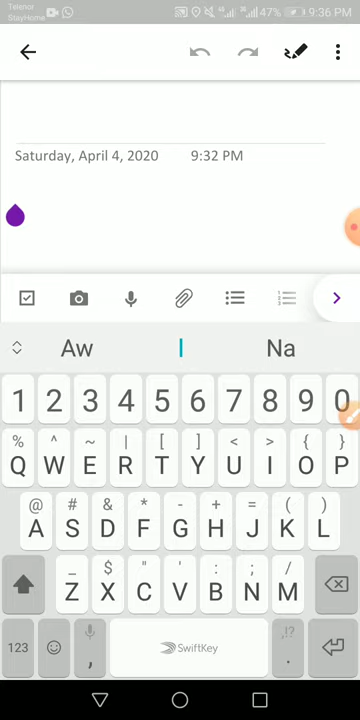 Telenor
StayHome 47% 9:36 PM
Saturday, April 4, 2020 9:32 PM
Aw I Na
1 2 3 4 5 6 7 8 9 0
% ^ ~ | [ ] < > { }
Q W E R T Y U I O P
@ # & * - + = ( )
A S D F G H J K L
_ $ " ' : ; /
Z X C V B N M
123 , SwiftKey ,!? .